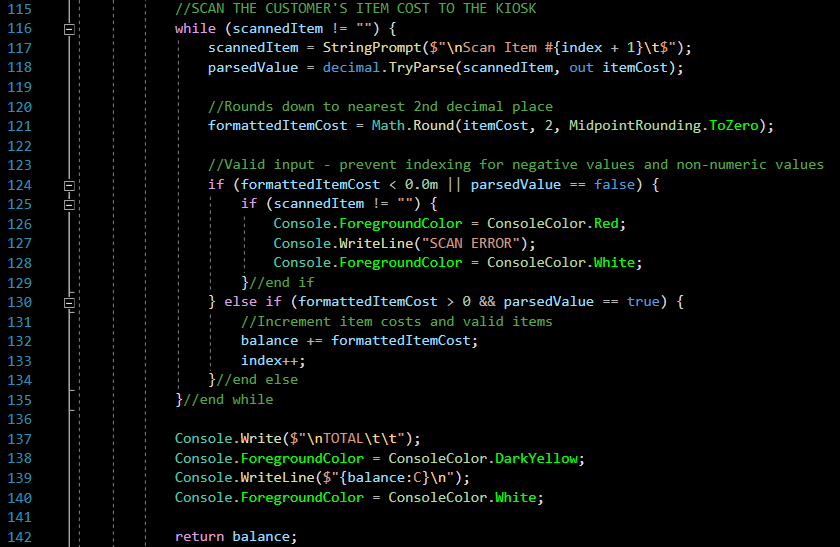 115 //SCAN THE CUSTOMER'S ITEM COST TO THE KIOSK
116 while (scannedItem != "") {
117 scannedItem = StringPrompt($"\nScan Item #{index + 1}\t$");
118 parsedValue = decimal.TryParse(scannedItem, out itemCost);
119
120 //Rounds down to nearest 2nd decimal place
121 formattedItemCost = Math.Round(itemCost, 2, MidpointRounding.ToZero);
122
123 //Valid input - prevent indexing for negative values and non-numeric values
124 if (formattedItemCost < 0.0m || parsedValue == false) {
125 if (scannedItem != "") {
126 Console.ForegroundColor = ConsoleColor.Red;
127 Console.WriteLine("SCAN ERROR");
128 Console.ForegroundColor = ConsoleColor.White;
129 }//end if
130 } else if (formattedItemCost > 0 && parsedValue == true) {
131 //Increment item costs and valid items
132 balance += formattedItemCost;
133 index++;
134 }//end else
135 }//end while
136
137 Console.Write($"\nTOTAL\t\t");
138 Console.ForegroundColor = ConsoleColor.DarkYellow;
139 Console.WriteLine($"{balance:C}\n");
140 Console.ForegroundColor = ConsoleColor.White;
141
142 return balance;